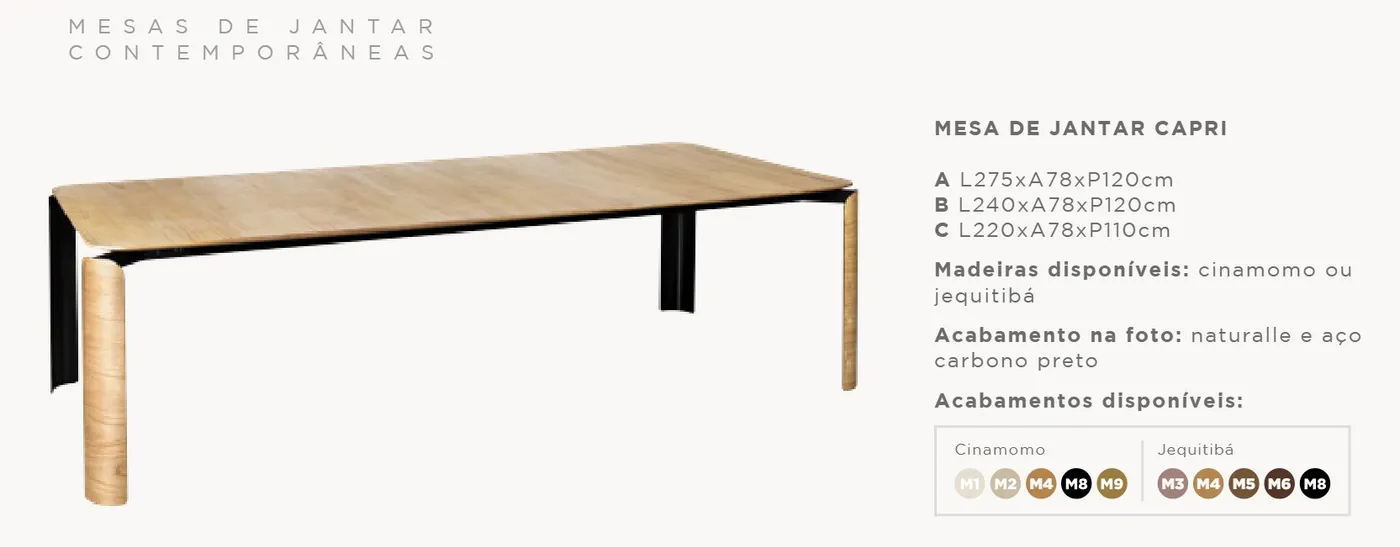 MESAS DE JANTAR
CONTEMPORÂNEAS
MESA DE JANTAR CAPRI
A L275xA78xP120cm
B L240xA78xP120cm
C L220xA78xP110cm
Madeiras disponíveis: cinamomo ou
jequitibá
Acabamento na foto: naturalle e aço
carbono preto
Acabamentos disponíveis:
Cinamomo
M1 M2 M4 M8 M9
Jequitibá
M3 M4 M5 M6 M8